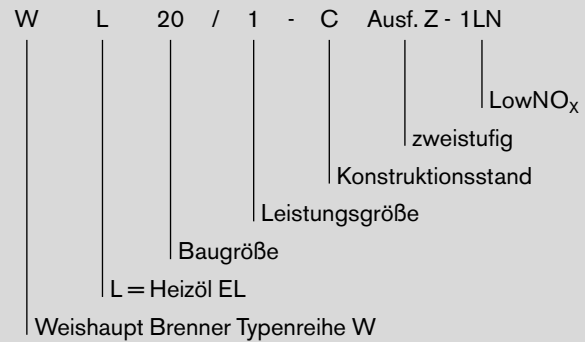 W L 20 / 1 - C Ausf. Z - 1LN
LowNOX
zweistufig
Konstruktionsstand
Leistungsgröße
Baugröße
L = Heizöl EL
Weishaupt Brenner Typenreihe W